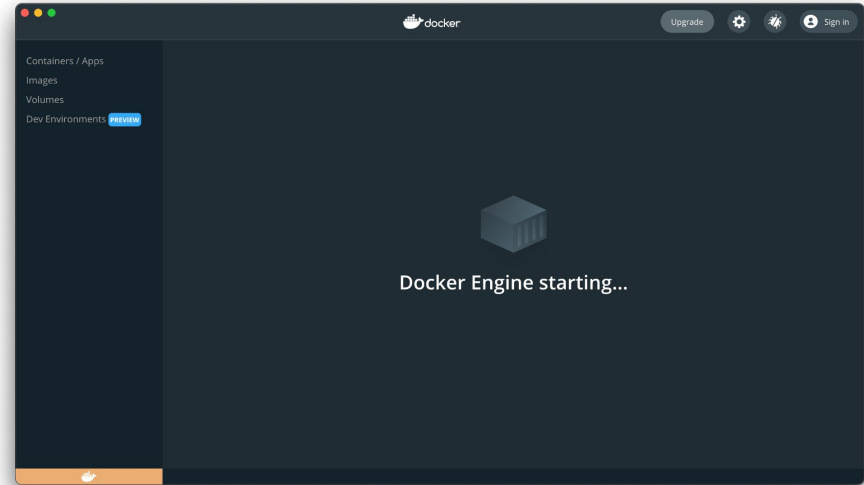 docker
Upgrade
Sign in
Containers / Apps
Images
Volumes
Dev Environments PREVIEW
Docker Engine starting...